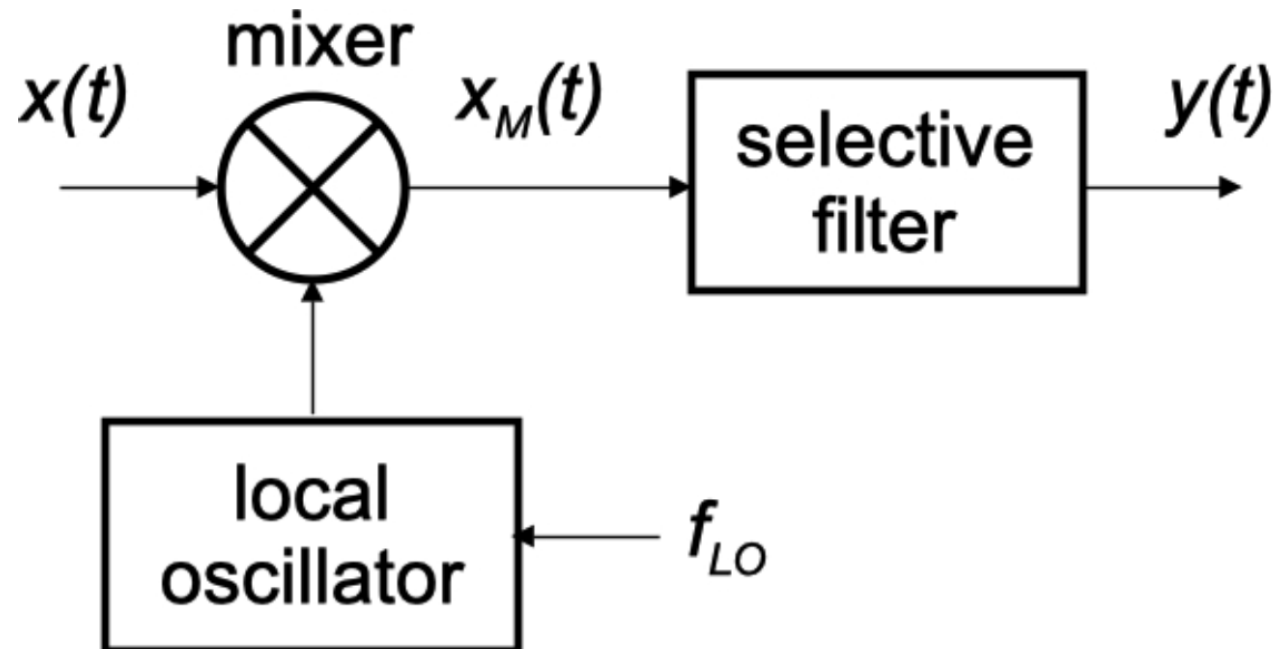 mixer
x(t)
x_M(t)
selective
filter
y(t)
local
oscillator
f_LO